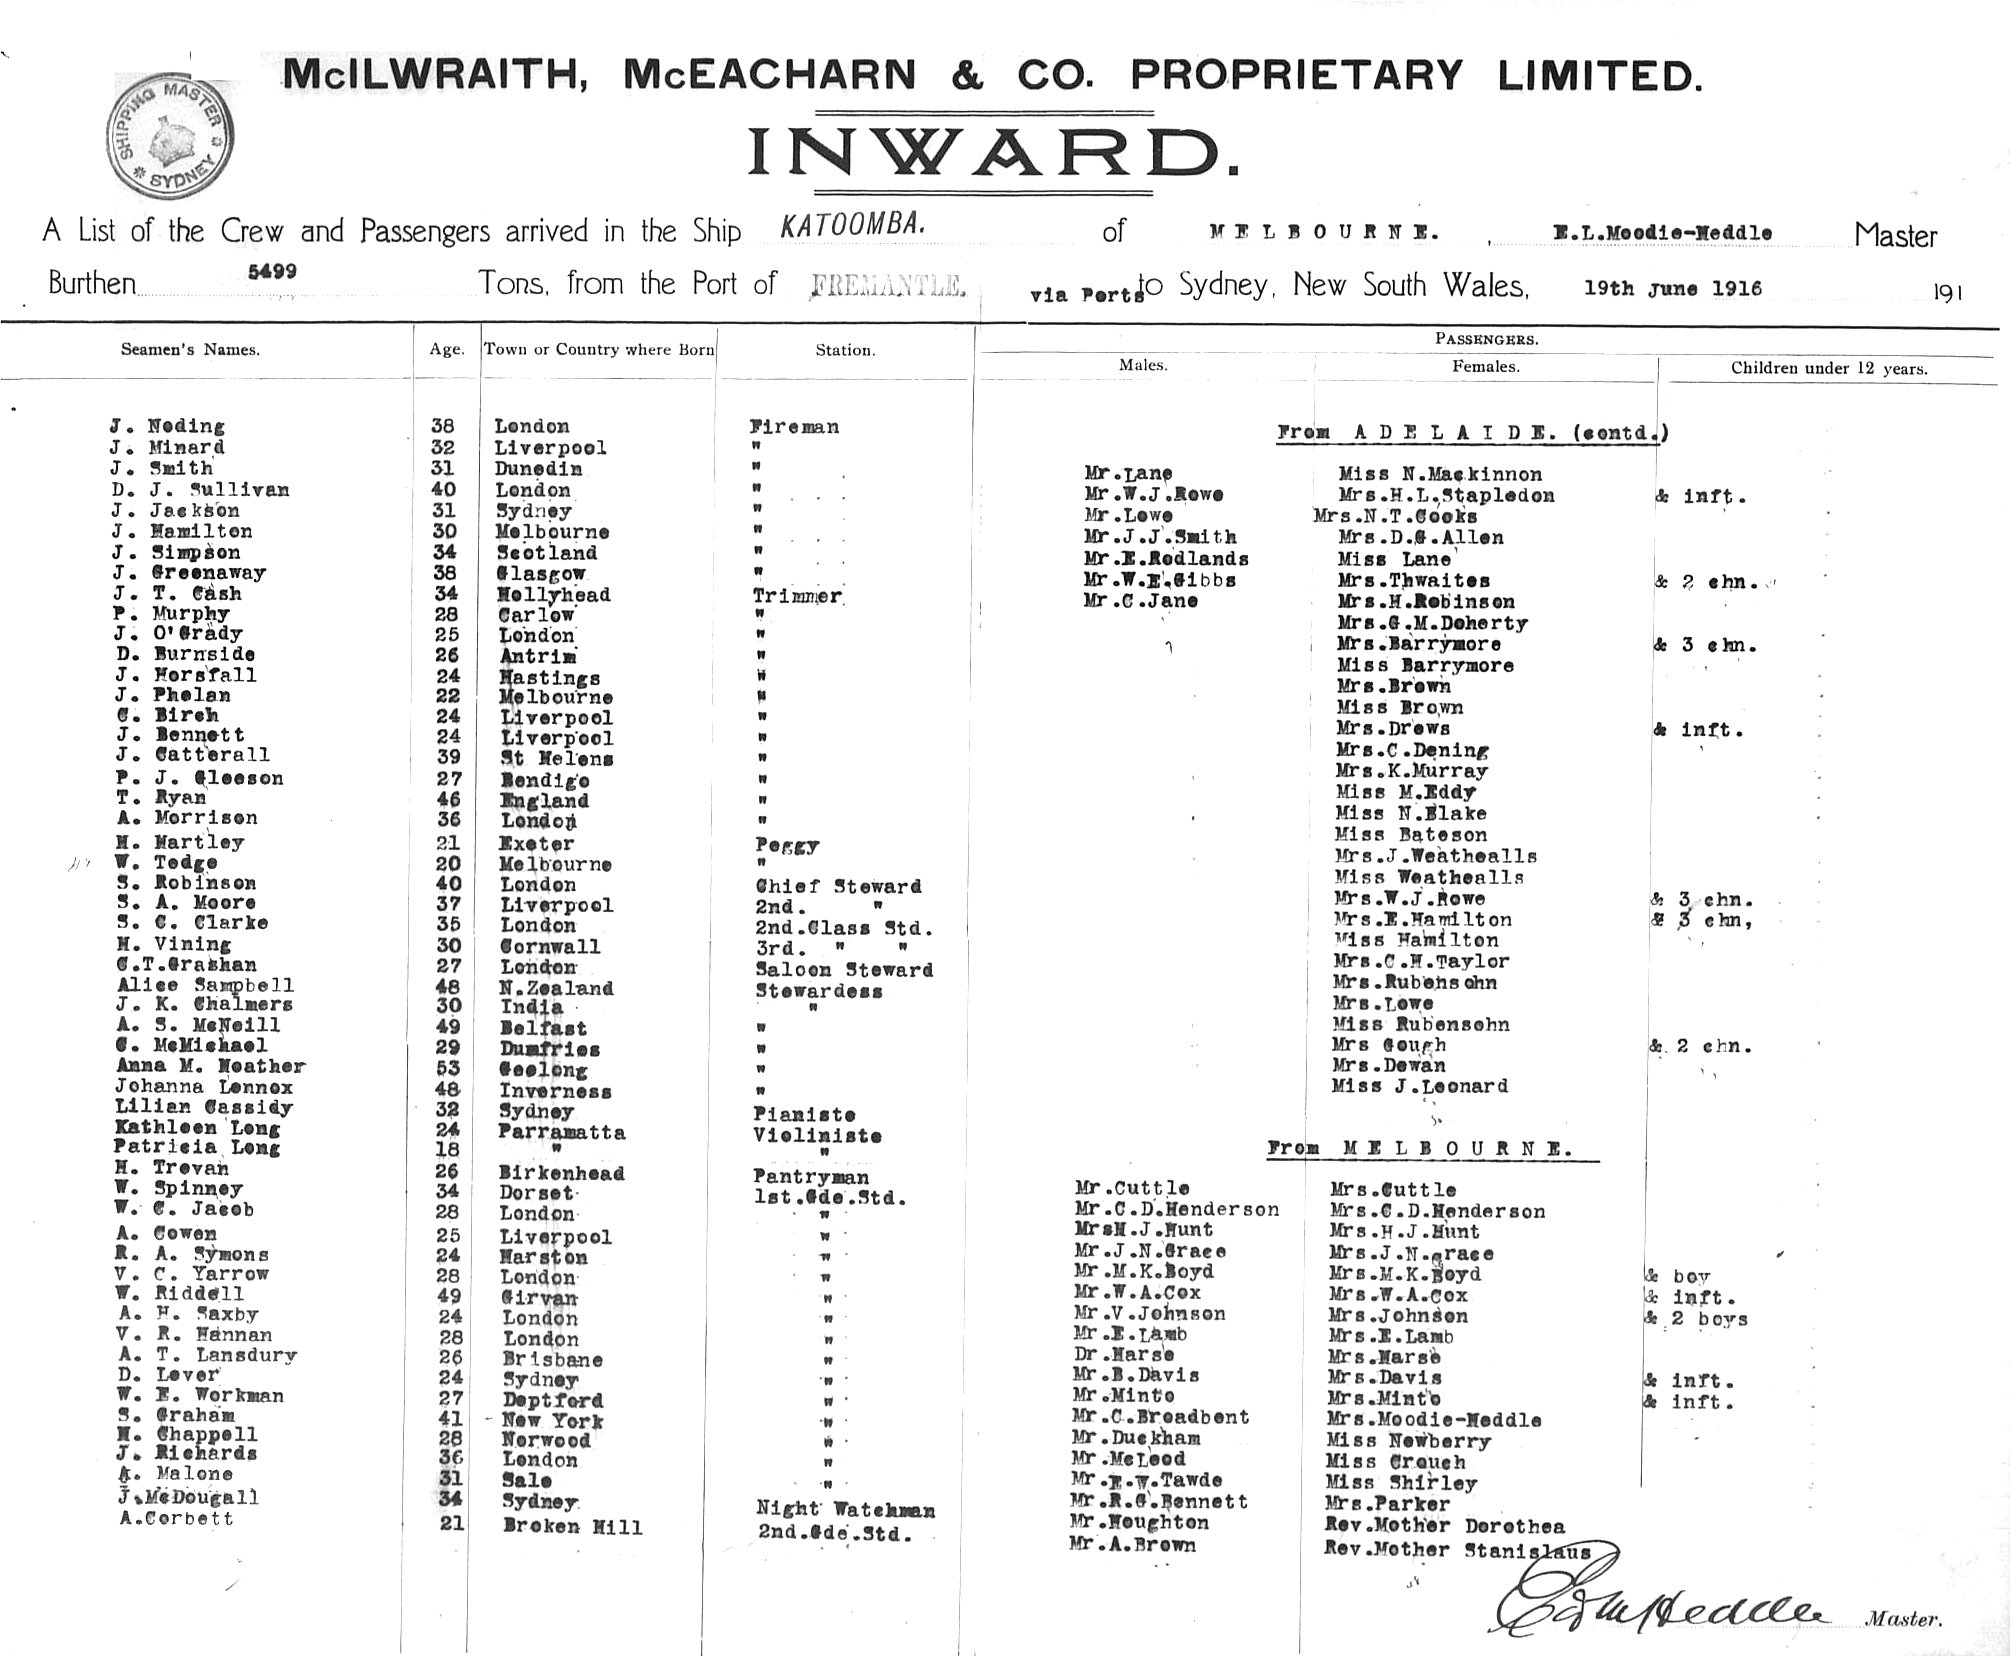 McILWRAITH, McEACHARN & CO. PROPRIETARY LIMITED.
SHIPPING MASTER SYDNEY
INWARD.
A List of the Crew and Passengers arrived in the Ship KATOOMBA. of MELBOURNE. , E.L.Moodie-Heddle Master
Burthen 5499 Tons, from the Port of FREMANTLE. via Ports to Sydney, New South Wales, 19th June 1916 191
PASSENGERS.
Seamen's Names. Age. Town or Country where Born Station. Males. Females. Children under 12 years.
J. Noding 38 London Fireman
J. Minard 32 Liverpool "
J. Smith 31 Dunedin "
D. J. Sullivan 40 London "
J. Jackson 31 Sydney "
J. Hamilton 30 Melbourne "
J. Simpson 34 Scotland "
J. Greenaway 38 Glasgow "
J. T. Cash 34 Hollyhead Trimmer
P. Murphy 28 Carlow "
J. O'Grady 25 London "
D. Burnside 26 Antrim "
J. Horsfall 24 Hastings "
J. Phelan 22 Melbourne "
C. Birch 24 Liverpool "
J. Bennett 24 Liverpool "
J. Catterall 39 St Helens "
P. J. Gleeson 27 Bendigo "
T. Ryan 46 England "
A. Morrison 36 London "
H. Hartley 21 Exeter Peggy
W. Tedge 20 Melbourne "
S. Robinson 40 London Chief Steward
S. A. Moore 37 Liverpool 2nd. "
S. C. Clarke 35 London 2nd.Class Std.
H. Vining 30 Cornwall 3rd. " "
C.T.Grashan 27 London Saloon Steward
Alice Sampbell 48 N.Zealand Stewardess
J. K. Chalmers 30 India "
A. S. McNeill 49 Belfast "
C. McMichael 29 Dumfries "
Anna M. Heather 53 Geelong "
Johanna Lennox 48 Inverness "
Lilian Cassidy 32 Sydney Pianiste
Kathleen Long 24 Parramatta Violiniste
Patricia Long 18 " "
H. Trevan 26 Birkenhead Pantryman
W. Spinney 34 Dorset 1st.Gde.Std.
W. C. Jacob 28 London "
A. Cowen 25 Liverpool "
R. A. Symons 24 Harston "
V. C. Yarrow 28 London "
W. Riddell 49 Girvan "
A. H. Saxby 24 London "
V. R. Hannan 28 London "
A. T. Lansdury 26 Brisbane "
D. Lever 24 Sydney "
W. E. Workman 27 Deptford "
S. Graham 41 New York "
H. Chappell 28 Norwood "
J. Richards 36 London "
A. Malone 31 Sale "
J.McDougall 34 Sydney Night Watchman
A.Corbett 21 Broken Hill 2nd.Gde.Std.
From ADELAIDE. (contd.)
Mr.Lane Miss N.Mackinnon
Mr.W.J.Rowe Mrs.H.L.Stapledon & inft.
Mr.Lowe Mrs.N.T.Cooks
Mr.J.J.Smith Mrs.D.G.Allen
Mr.E.Redlands Miss Lane
Mr.W.E.Gibbs Mrs.Thwaites & 2 chn.
Mr.C.Jane Mrs.H.Robinson
Mrs.G.M.Doherty
Mrs.Barrymore & 3 chn.
Miss Barrymore
Mrs.Brown
Miss Brown
Mrs.Drews & inft.
Mrs.C.Dening
Mrs.K.Murray
Miss M.Eddy
Miss N.Blake
Miss Bateson
Mrs.J.Weathealls
Miss Weathealls
Mrs.W.J.Rowe & 3 chn.
Mrs.E.Hamilton & 3 chn,
Miss Hamilton
Mrs.C.H.Taylor
Mrs.Rubensohn
Mrs.Lowe
Miss Rubensohn
Mrs Gough & 2 chn.
Mrs.Dewan
Miss J.Leonard
From MELBOURNE.
Mr.Cuttle Mrs.Cuttle
Mr.C.D.Henderson Mrs.C.D.Henderson
MrsH.J.Hunt Mrs.H.J.Hunt
Mr.J.N.Grace Mrs.J.N.grace
Mr.M.K.Boyd Mrs.M.K.Boyd & boy
Mr.W.A.Cox Mrs.W.A.Cox & inft.
Mr.V.Johnson Mrs.Johnson & 2 boys
Mr.E.Lamb Mrs.E.Lamb
Dr.Harse Mrs.Harse
Mr.B.Davis Mrs.Davis & inft.
Mr.Minto Mrs.Minto & inft.
Mr.C.Broadbent Mrs.Moodie-Heddle
Mr.Duckham Miss Newberry
Mr.McLeod Miss Crouch
Mr.E.W.Tawde Miss Shirley
Mr.R.G.Bennett Mrs.Parker
Mr.Houghton Rev.Mother Dorothea
Mr.A.Brown Rev.Mother Stanislaus
Master.